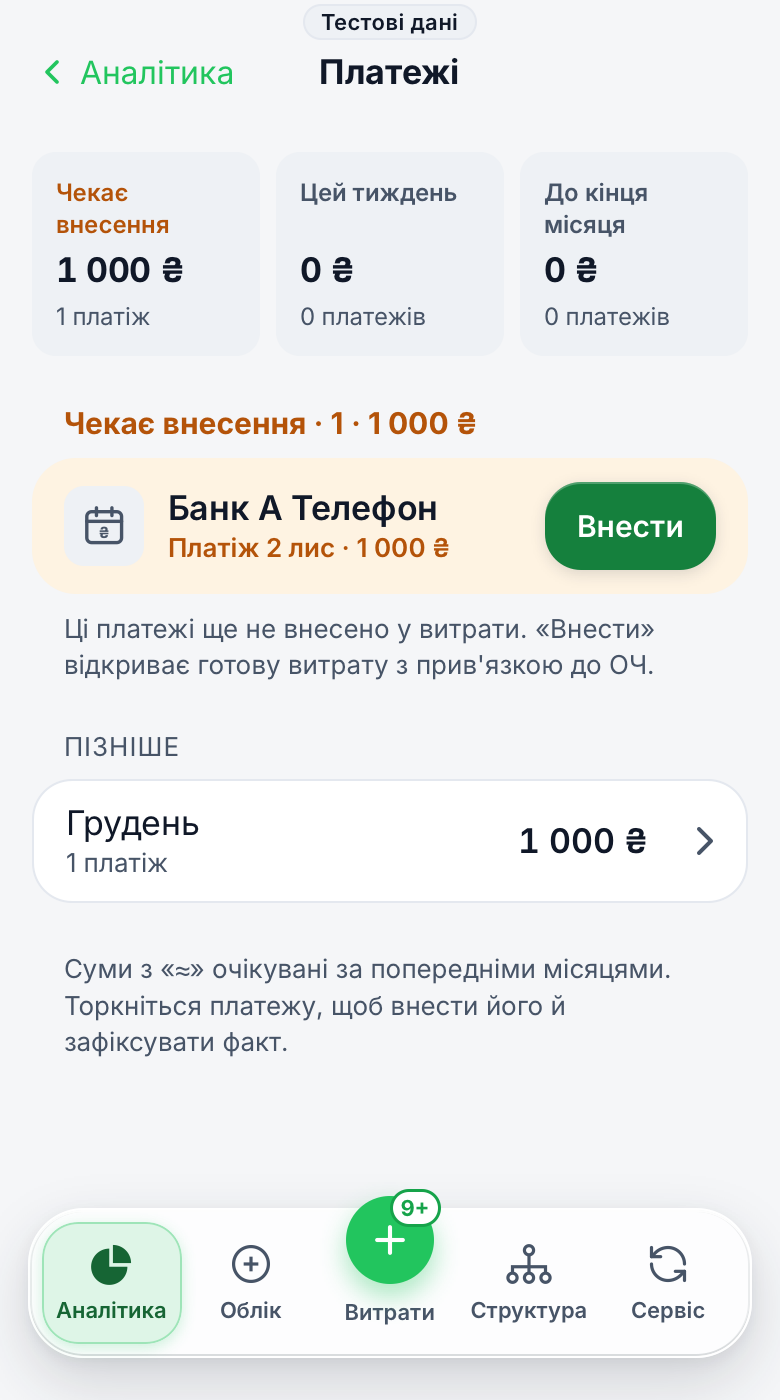 Тестові дані
Аналітика
Платежі
Чекає
внесення
1 000 ₴
1 платіж
Цей тиждень
0 ₴
0 платежів
До кінця
місяця
0 ₴
0 платежів
Чекає внесення · 1 · 1 000 ₴
₴
Банк А Телефон
Платіж 2 лис · 1 000 ₴
Внести
Ці платежі ще не внесено у витрати. «Внести»
відкриває готову витрату з прив'язкою до ОЧ.
ПІЗНІШЕ
Грудень
1 платіж
1 000 ₴
Суми з «≈» очікувані за попередніми місяцями.
Торкніться платежу, щоб внести його й
зафіксувати факт.
9+
Аналітика
Облік
Витрати
Структура
Сервіс